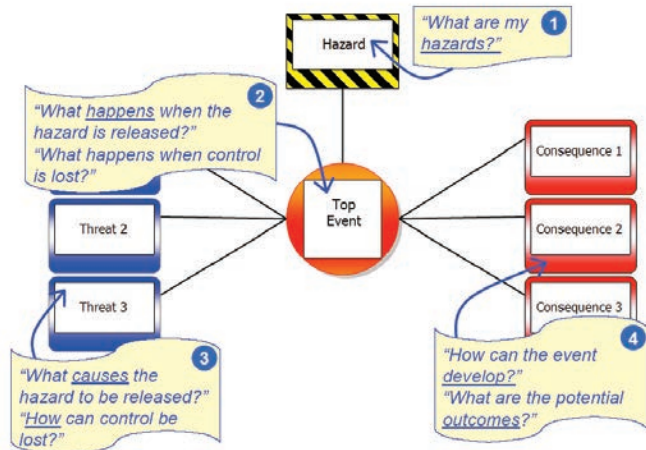 1
Hazard
“What are my
hazards?”
2
“What happens when the
hazard is released?”
“What happens when control
is lost?”
Top
Event
Threat 2
Threat 3
Consequence 1
Consequence 2
Consequence 3
3
“What causes the
hazard to be released?”
“How can control be
lost?”
4
“How can the event
develop?”
“What are the potential
outcomes?”